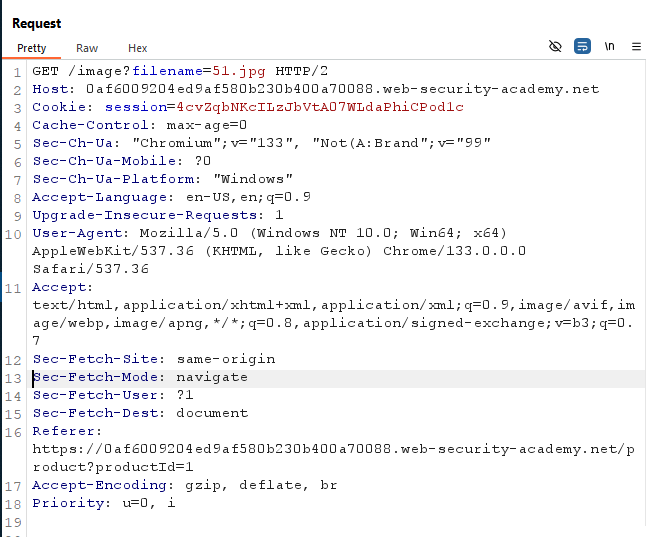 Request
Pretty Raw Hex \n
1 GET /image?filename=51.jpg HTTP/2
2 Host: 0af6009204ed9af580b230b400a70088.web-security-academy.net
3 Cookie: session=4cvZqbNKcILzJbVtA07WLdaPhiCPod1c
4 Cache-Control: max-age=0
5 Sec-Ch-Ua: "Chromium";v="133", "Not(A:Brand";v="99"
6 Sec-Ch-Ua-Mobile: ?0
7 Sec-Ch-Ua-Platform: "Windows"
8 Accept-Language: en-US,en;q=0.9
9 Upgrade-Insecure-Requests: 1
10 User-Agent: Mozilla/5.0 (Windows NT 10.0; Win64; x64)
AppleWebKit/537.36 (KHTML, like Gecko) Chrome/133.0.0.0
Safari/537.36
11 Accept:
text/html,application/xhtml+xml,application/xml;q=0.9,image/avif,im
age/webp,image/apng,*/*;q=0.8,application/signed-exchange;v=b3;q=0.
7
12 Sec-Fetch-Site: same-origin
13 Sec-Fetch-Mode: navigate
14 Sec-Fetch-User: ?1
15 Sec-Fetch-Dest: document
16 Referer:
https://0af6009204ed9af580b230b400a70088.web-security-academy.net/p
roduct?productId=1
17 Accept-Encoding: gzip, deflate, br
18 Priority: u=0, i
19